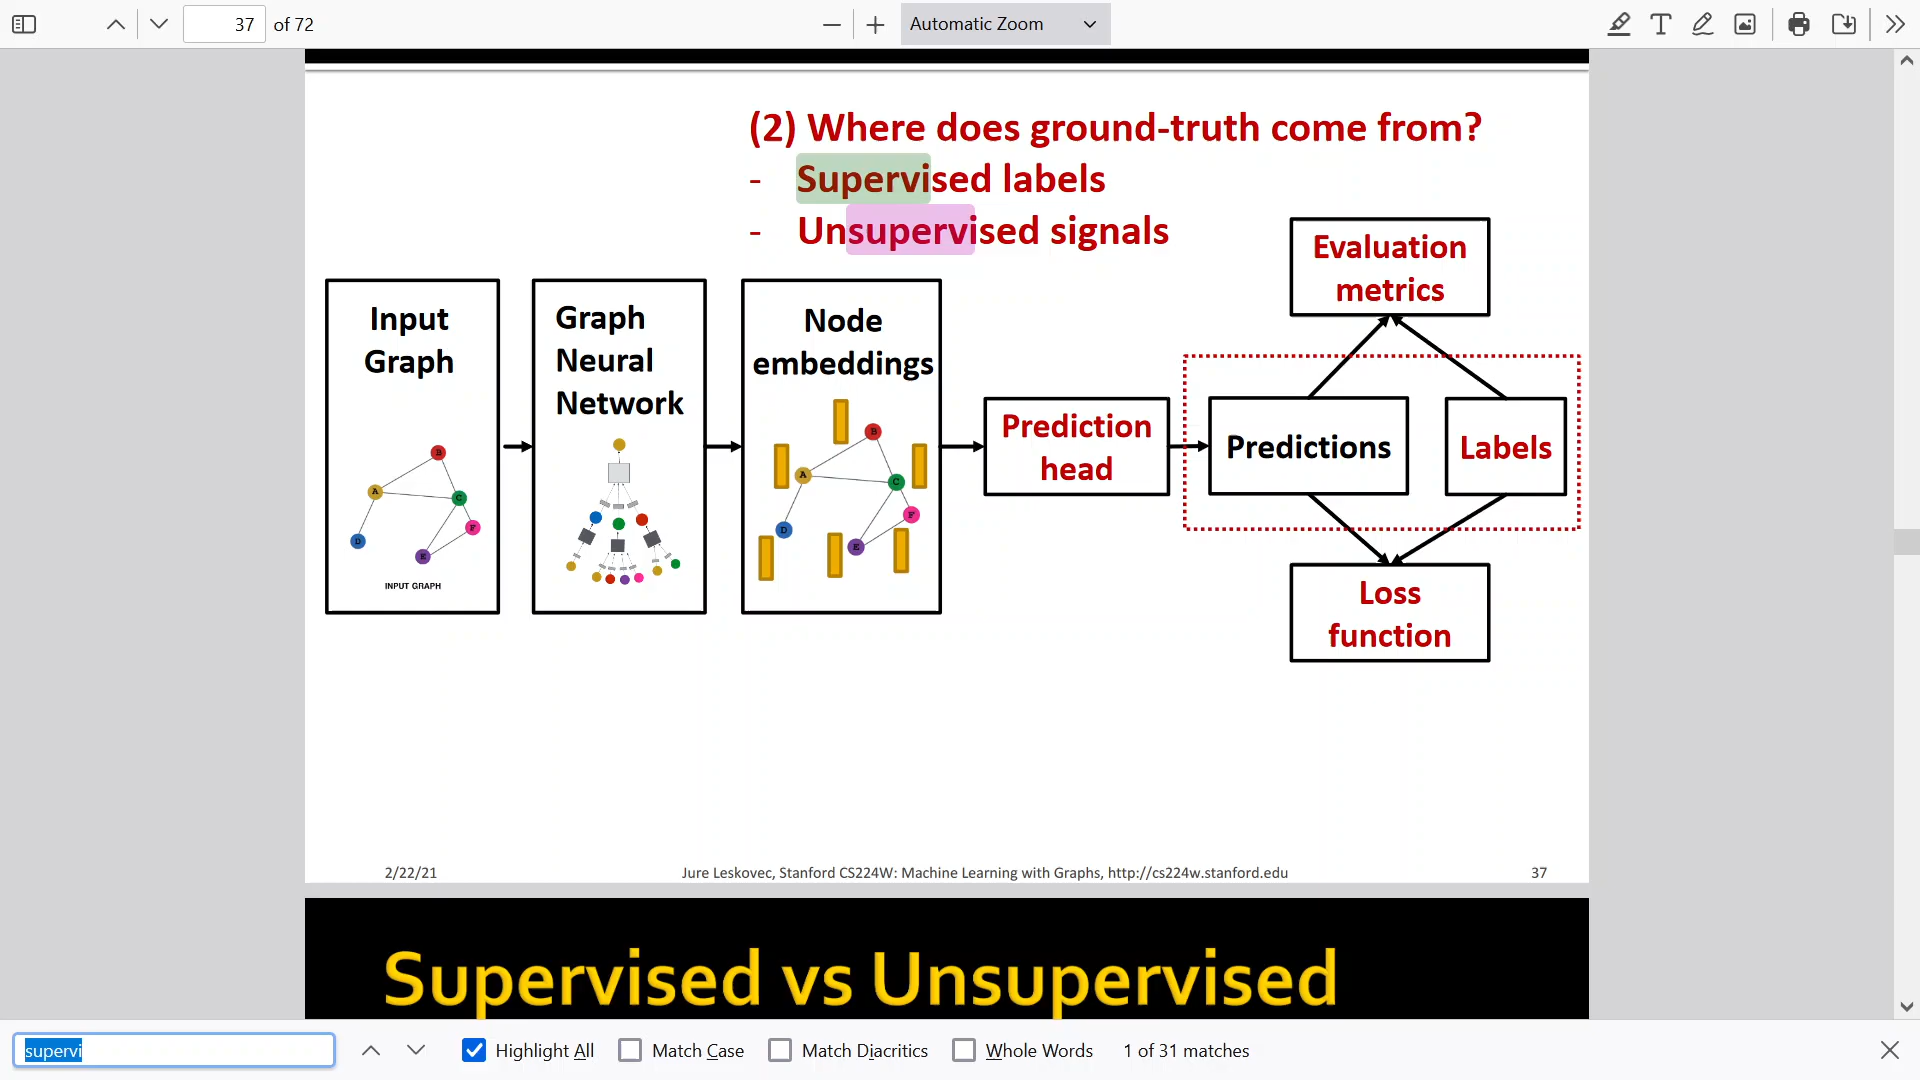 37 of 72
Automatic Zoom
(2) Where does ground-truth come from?
- Supervised labels
- Unsupervised signals
Input
Graph
B
A
C
F
D
E
INPUT GRAPH
Graph
Neural
Network
Node
embeddings
B
A
C
F
D
E
Prediction
head
Evaluation
metrics
Predictions
Labels
Loss
function
2/22/21
Jure Leskovec, Stanford CS224W: Machine Learning with Graphs, http://cs224w.stanford.edu
37
Supervised vs Unsupervised
supervi
Highlight All
Match Case
Match Diacritics
Whole Words
1 of 31 matches